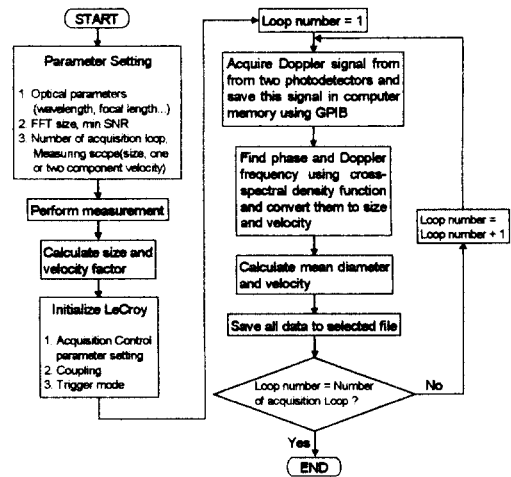 START
Parameter Setting
1 Optical parameters
(wavelength, focal length...)
2. FFT size, min SNR
3. Number of acquisition loop,
Measuring scope(size, one
or two component velocity)
Perform measurement
Calculate size and
velocity factor
Initialize LeCroy
1. Acquisition Control
parameter setting
2. Coupling
3. Trigger mode
Loop number = 1
Acquire Doppler signal from
from two photodetectors and
save this signal in computer
memory using GPIB
Find phase and Doppler
frequency using cross-
spectral density function
and convert them to size
and velocity
Calculate mean diameter
and velocity
Save all data to selected file
Loop number = Number
of acquisition Loop ?
No
Loop number =
Loop number + 1
Yes
END